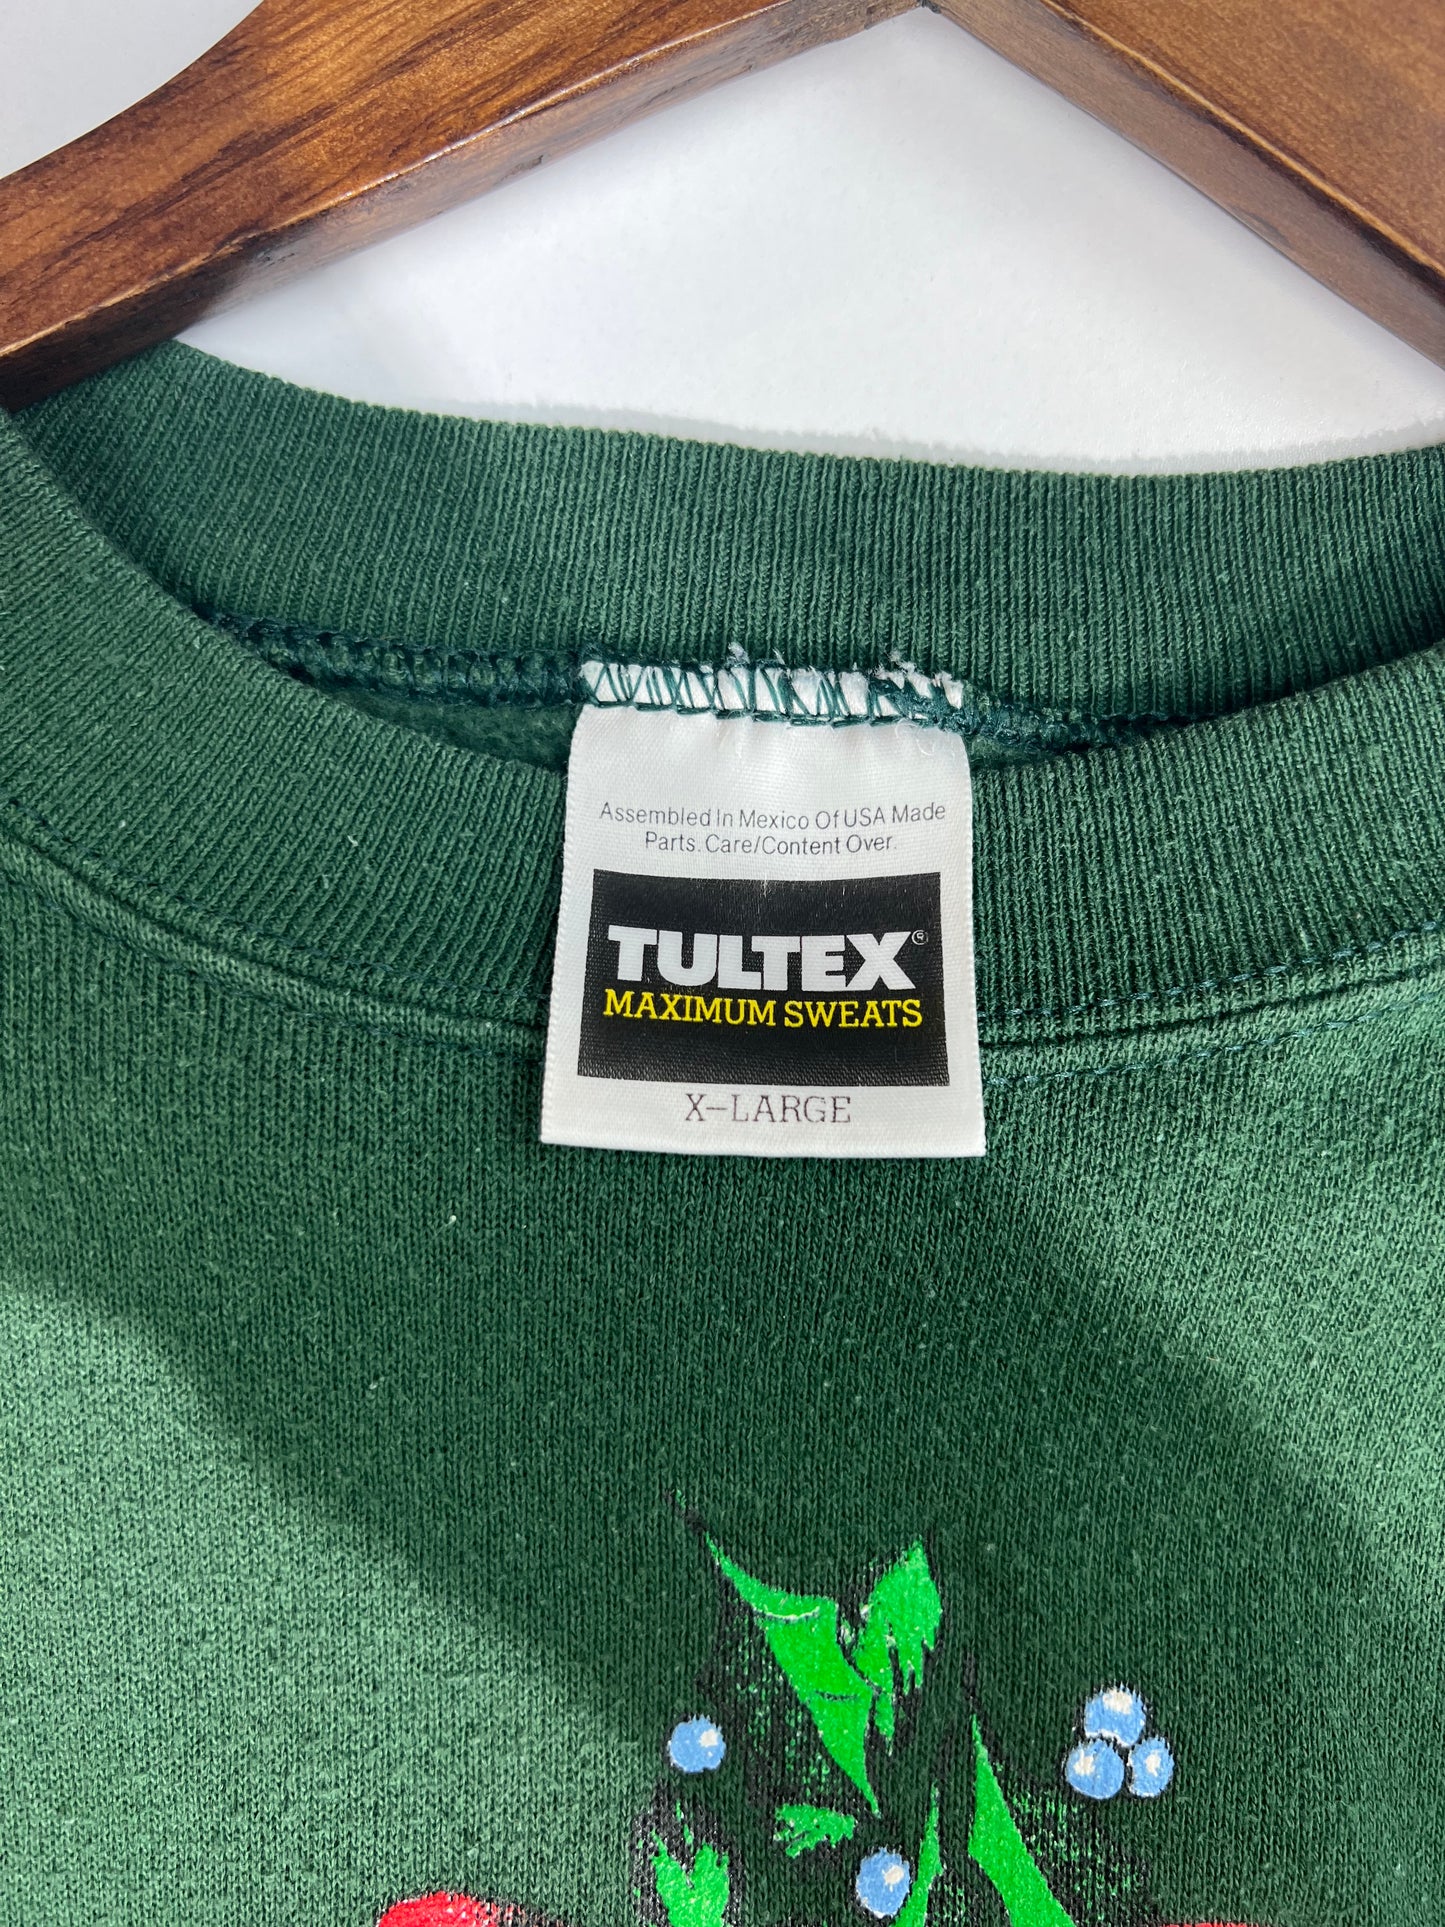 Assembled In Mexico Of USA Made
Parts. Care/Content Over.
TULTEX®
MAXIMUM SWEATS
X-LARGE